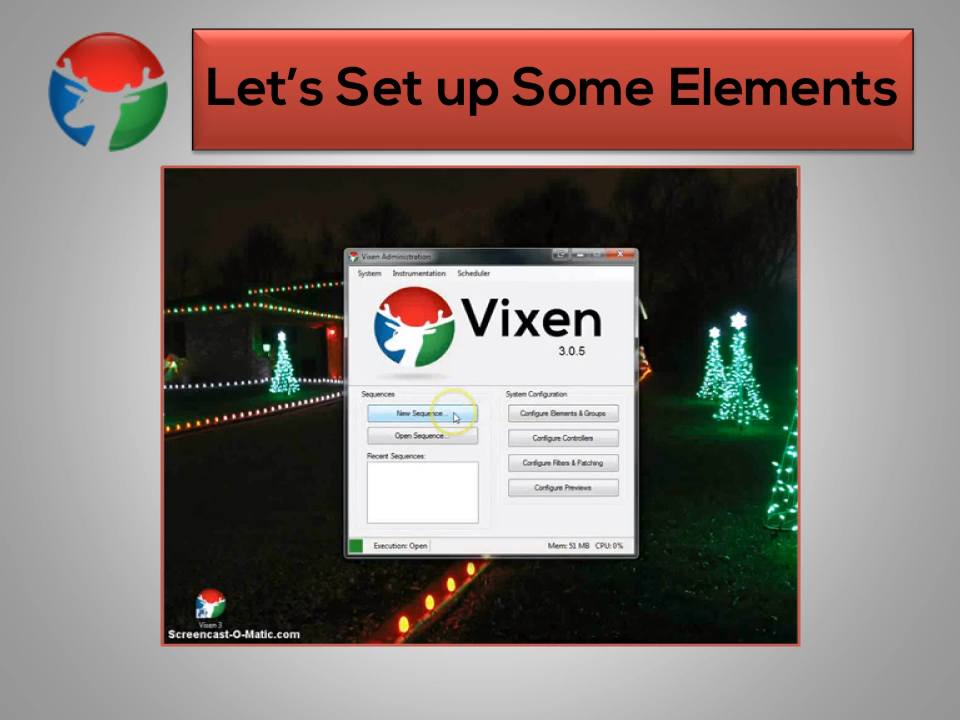 Let's Set up Some Elements
Vixen Administration
System Instrumentation Scheduler
Vixen
3.0.5
Sequences
New Sequence...
Open Sequence...
Recent Sequences:
System Configuration
Configure Elements & Groups
Configure Controllers
Configure Filters & Patching
Configure Previews
Execution: Open
Mem: 51 MB CPU: 0%
Vixen 3
Screencast-O-Matic.com